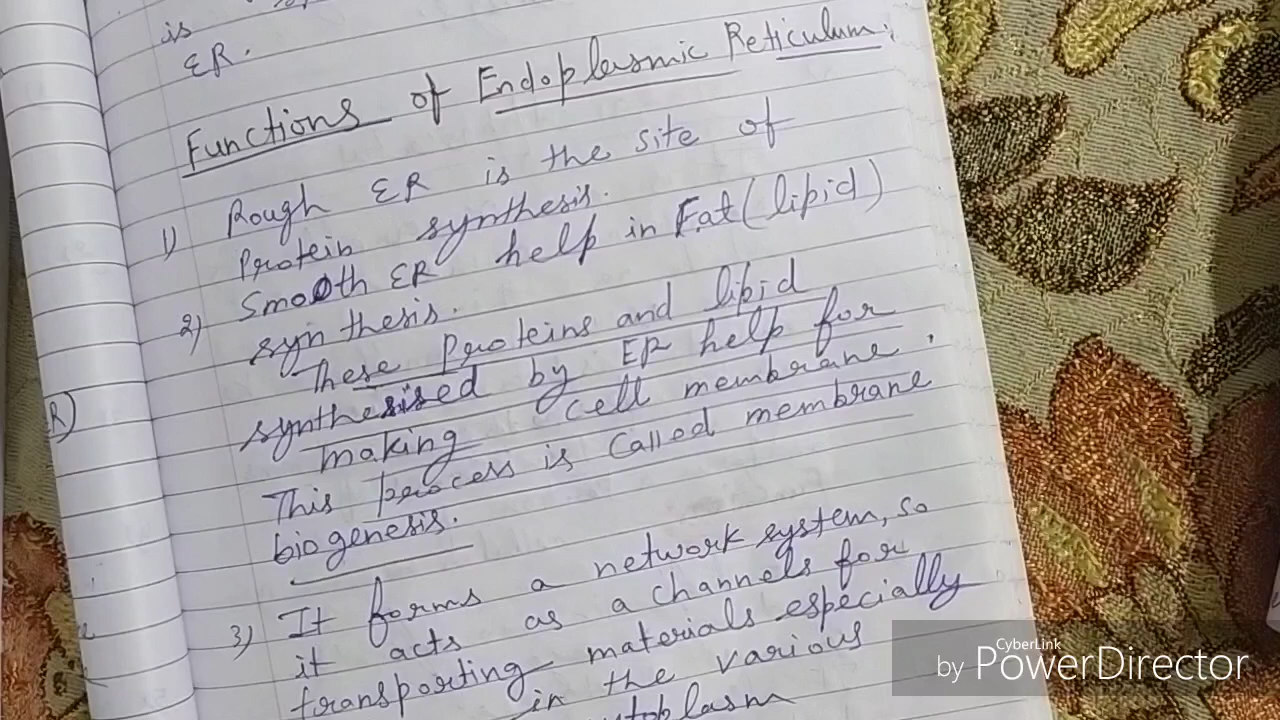 is
ER.
Functions of Endoplasmic Reticulum.
1) Rough ER is the site of
Protein synthesis.
2) Smooth ER help in Fat (lipid)
synthesis.
These proteins and lipid
synthesised by ER help for
making cell membrane.
R)
This process is called membrane
biogenesis.
3) It forms a network system, so
it acts as a channels for
transporting materials especially
in the various
CyberLink
by PowerDirector